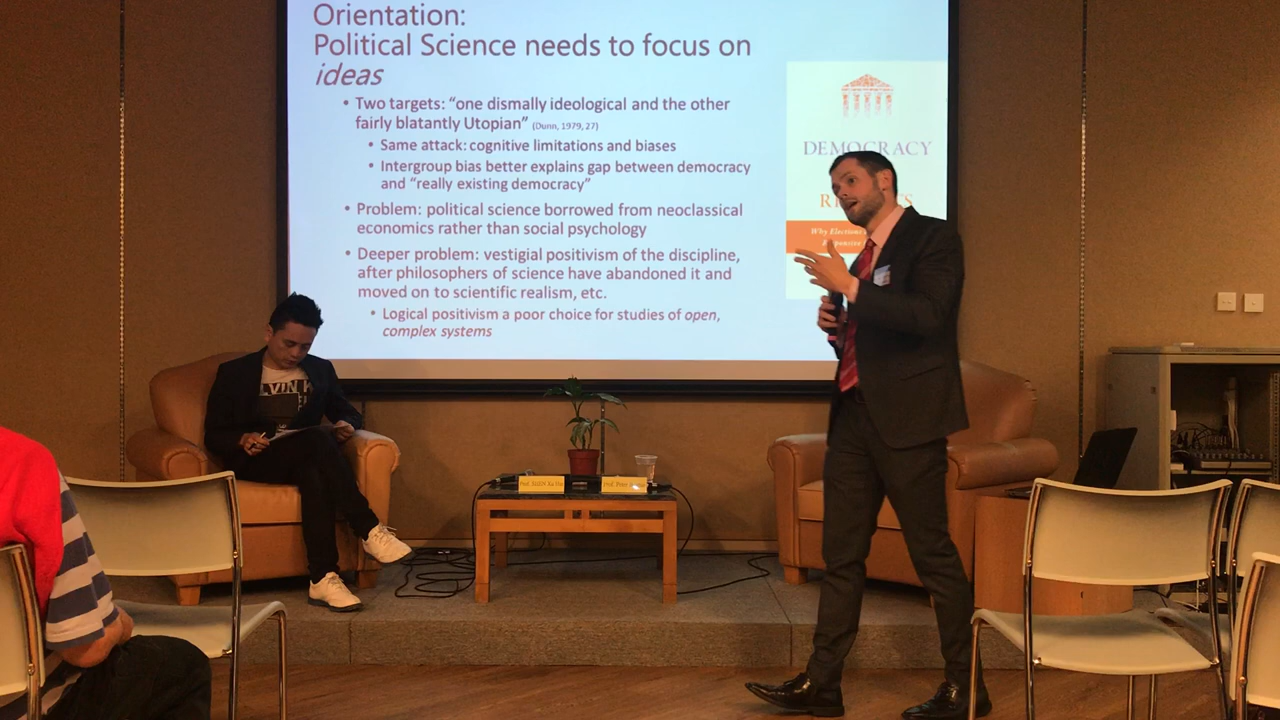 Orientation:
Political Science needs to focus on
ideas
• Two targets: “one dismally ideological and the other
fairly blatantly Utopian” (Dunn, 1979, 27)
• Same attack: cognitive limitations and biases
• Intergroup bias better explains gap between democracy
and “really existing democracy”
• Problem: political science borrowed from neoclassical
economics rather than social psychology
• Deeper problem: vestigial positivism of the discipline,
after philosophers of science have abandoned it and
moved on to scientific realism, etc.
• Logical positivism a poor choice for studies of open,
complex systems
DEMOCRACY
Why Elections
Prof.
Prof.